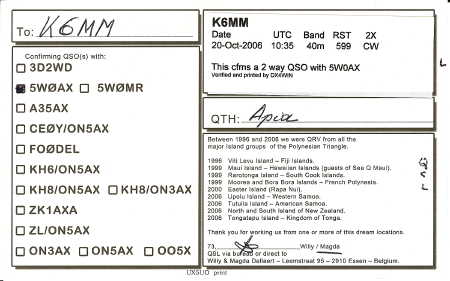 To: K6MM
Confirming QSO(s) with:
3D2WD
5WØAX 5WØMR
A35AX
CEØY/ON5AX
FOØDEL
KH6/ON5AX
KH8/ON5AX KH8/ON3AX
ZK1AXA
ZL/ON5AX
ON3AX ON5AX OO5X
K6MM
Date UTC Band RST 2X
20-Oct-2006 10:35 40m 599 CW
This cfms a 2 way QSO with 5W0AX
Verified and printed by DX4WIN
QTH: Apia
Between 1996 and 2006 we were QRV from all the
major island groups of the Polynesian Triangle.
1996 Viti Levu Island – Fiji Islands.
1999 Maui Island – Hawaiian Islands (guests of Sea Q Maui).
1999 Rarotonga Island – South Cook Islands.
1999 Moorea and Bora Bora Islands – French Polynesia.
2000 Easter Island (Rapa Nui).
2006 Upolu Island – Western Samoa.
2006 Tutuila Island – American Samoa.
2006 North and South Island of New Zealand.
2006 Tongatapu Island – Kingdom of Tonga.
Thank you for working us from one or more of this dream locations.
73, Willy / Magda
QSL via bureau or direct to
Willy & Magda Dellaert – Leemstraat 95 – 2910 Essen – Belgium.
UX5UO print